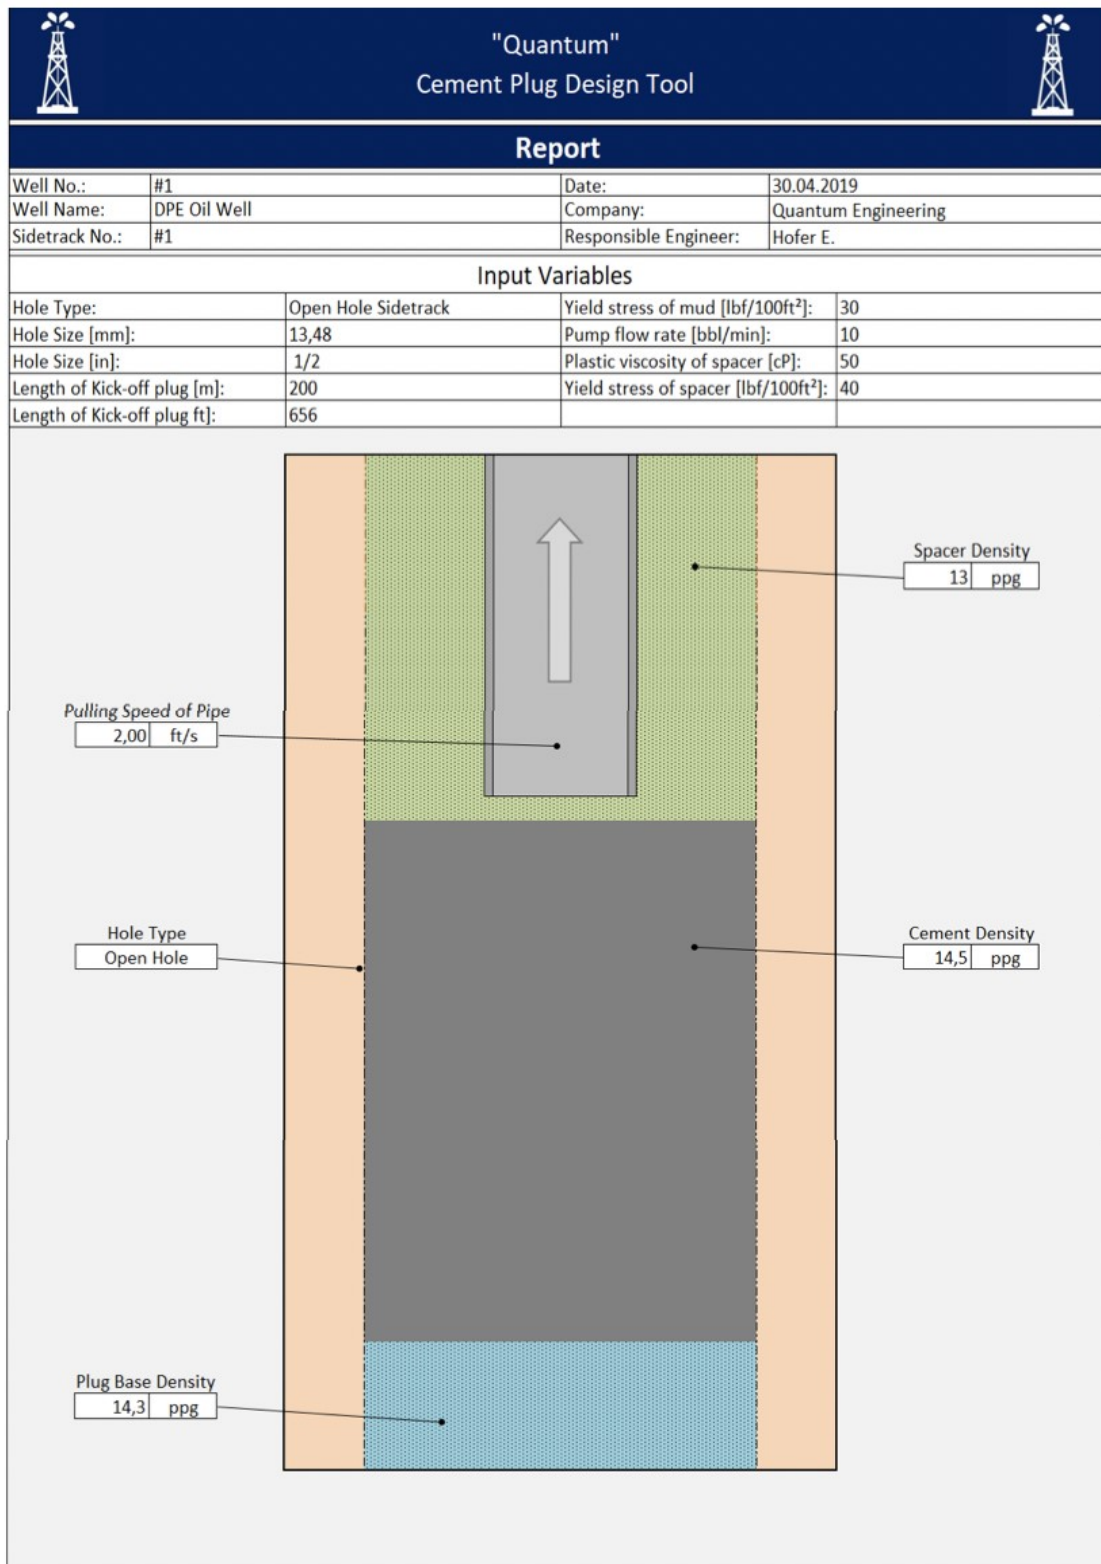 "Quantum"
Cement Plug Design Tool
Report
Well No.: #1 Date: 30.04.2019
Well Name: DPE Oil Well Company: Quantum Engineering
Sidetrack No.: #1 Responsible Engineer: Hofer E.
Input Variables
Hole Type: Open Hole Sidetrack Yield stress of mud [lbf/100ft²]: 30
Hole Size [mm]: 13,48 Pump flow rate [bbl/min]: 10
Hole Size [in]: 1/2 Plastic viscosity of spacer [cP]: 50
Length of Kick-off plug [m]: 200 Yield stress of spacer [lbf/100ft²]: 40
Length of Kick-off plug ft]: 656
Spacer Density
13 ppg
Pulling Speed of Pipe
2,00 ft/s
Hole Type
Open Hole
Cement Density
14,5 ppg
Plug Base Density
14,3 ppg